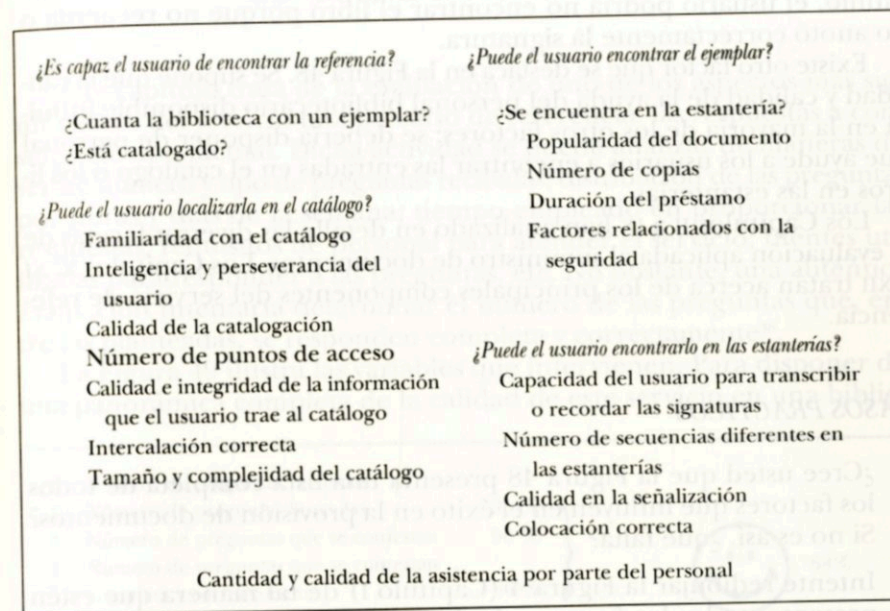 ¿Es capaz el usuario de encontrar la referencia?
¿Cuanta la biblioteca con un ejemplar?
¿Está catalogado?
¿Puede el usuario localizarla en el catálogo?
Familiaridad con el catálogo
Inteligencia y perseverancia del
usuario
Calidad de la catalogación
Número de puntos de acceso
Calidad e integridad de la información
que el usuario trae al catálogo
Intercalación correcta
Tamaño y complejidad del catálogo
¿Puede el usuario encontrar el ejemplar?
¿Se encuentra en la estantería?
Popularidad del documento
Número de copias
Duración del préstamo
Factores relacionados con la
seguridad
¿Puede el usuario encontrarlo en las estanterías?
Capacidad del usuario para transcribir
o recordar las signaturas
Número de secuencias diferentes en
las estanterías
Calidad en la señalización
Colocación correcta
Cantidad y calidad de la asistencia por parte del personal